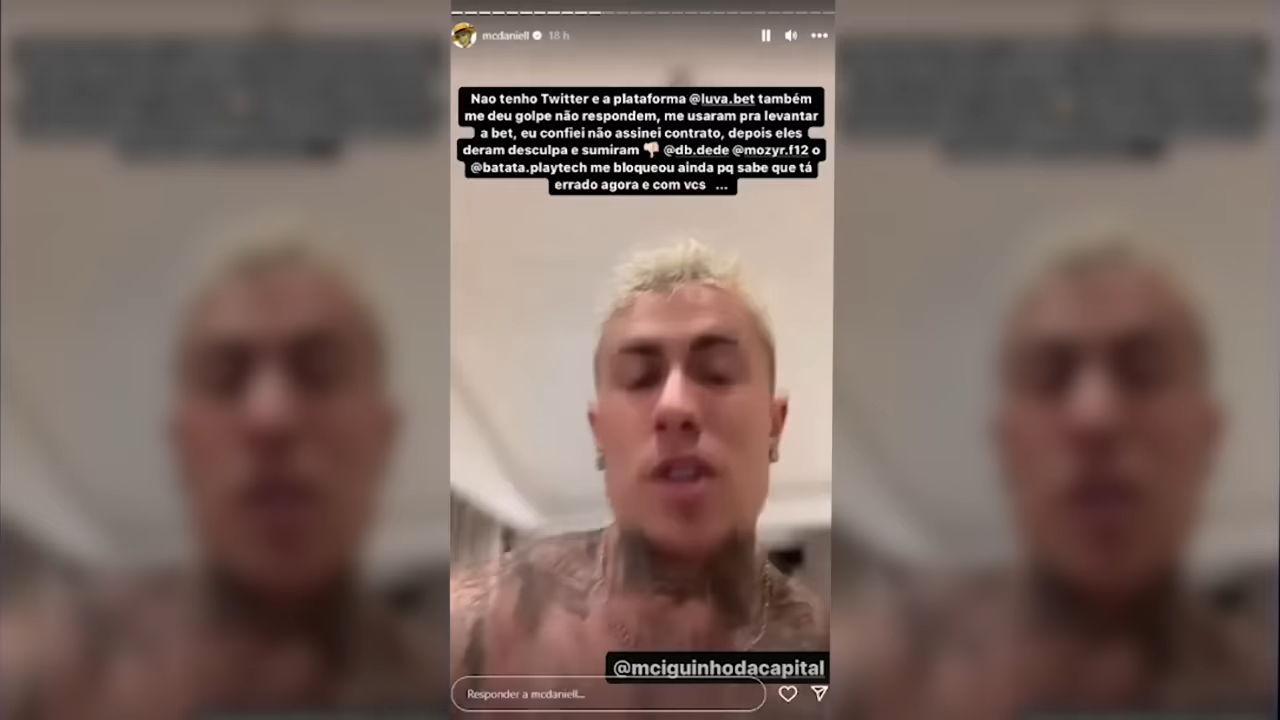 mcdaniell 18 h
Nao tenho Twitter e a plataforma @luva.bet também
me deu golpe não respondem, me usaram pra levantar
a bet, eu confiei não assinei contrato, depois eles
deram desculpa e sumiram 👎🏻 @db.dede @mozyr.f12 o
@batata.playtech me bloqueou ainda pq sabe que tá
errado agora e com vcs ...
@mciguinhodacapital
Responder a mcdaniell...